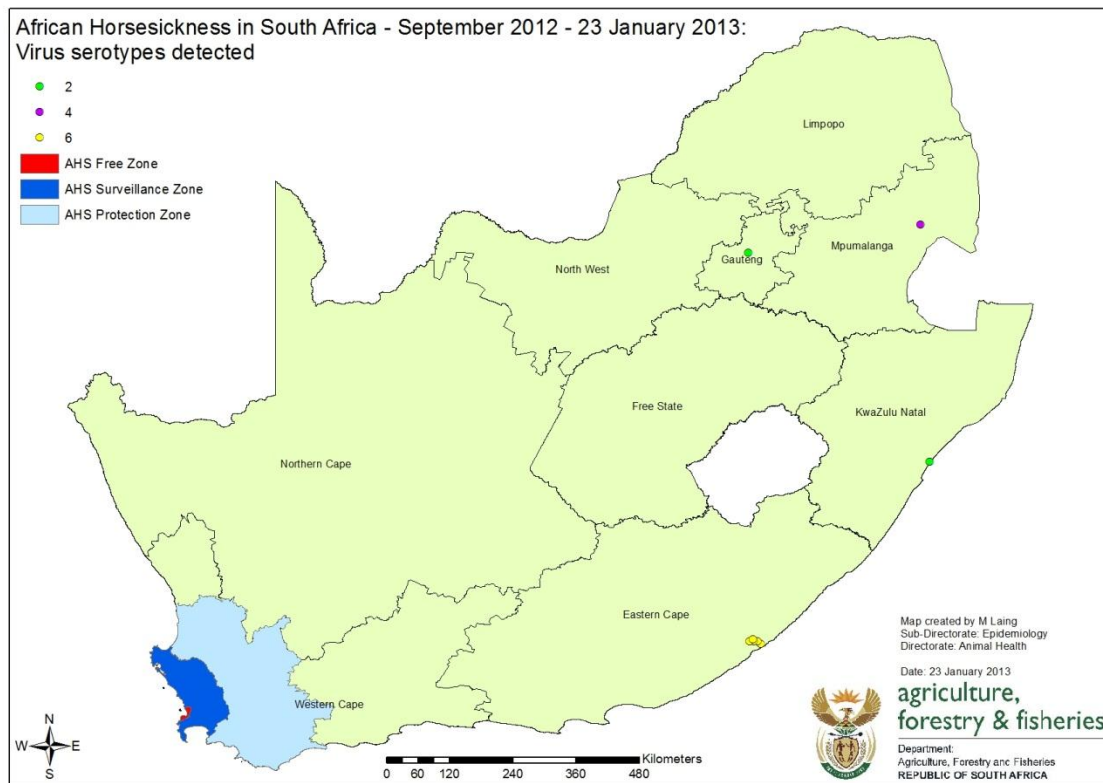 African Horsesickness in South Africa - September 2012 - 23 January 2013:
Virus serotypes detected
2
4
6
AHS Free Zone
AHS Surveillance Zone
AHS Protection Zone
Limpopo
Mpumalanga
Gauteng
North West
Free State
KwaZulu Natal
Northern Cape
Eastern Cape
Western Cape
Map created by M Laing
Sub-Directorate: Epidemiology
Directorate: Animal Health
Date: 23 January 2013
agriculture,
forestry & fisheries
Department:
Agriculture, Forestry and Fisheries
REPUBLIC OF SOUTH AFRICA
N
W E
S
Kilometers
0 60 120 240 360 480